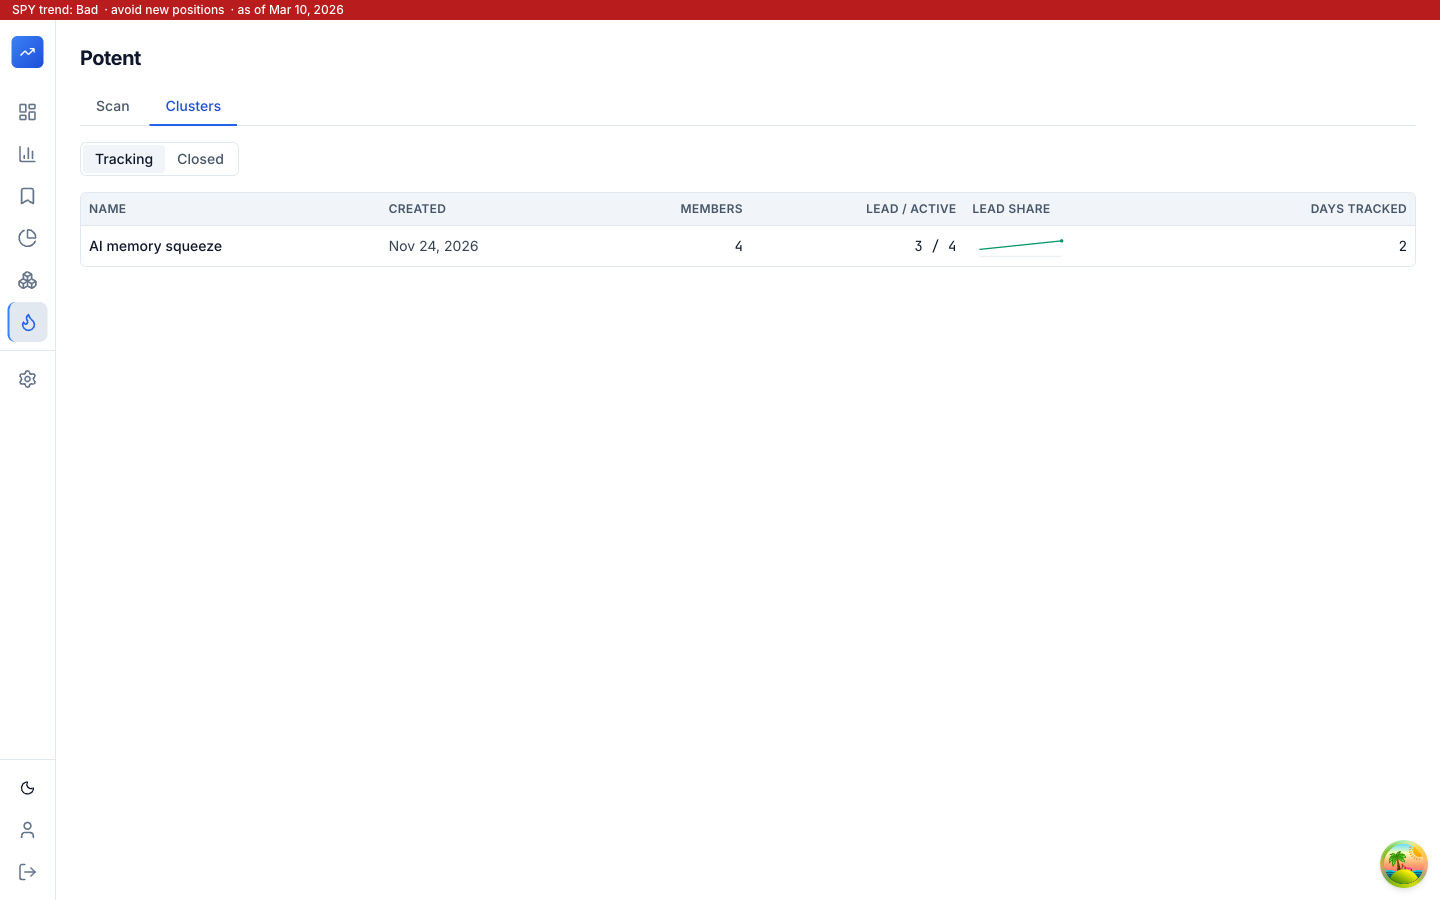 SPY trend: Bad · avoid new positions · as of Mar 10, 2026
Potent
Scan Clusters
Tracking Closed
NAME CREATED MEMBERS LEAD / ACTIVE LEAD SHARE DAYS TRACKED
AI memory squeeze Nov 24, 2026 4 3 / 4 2